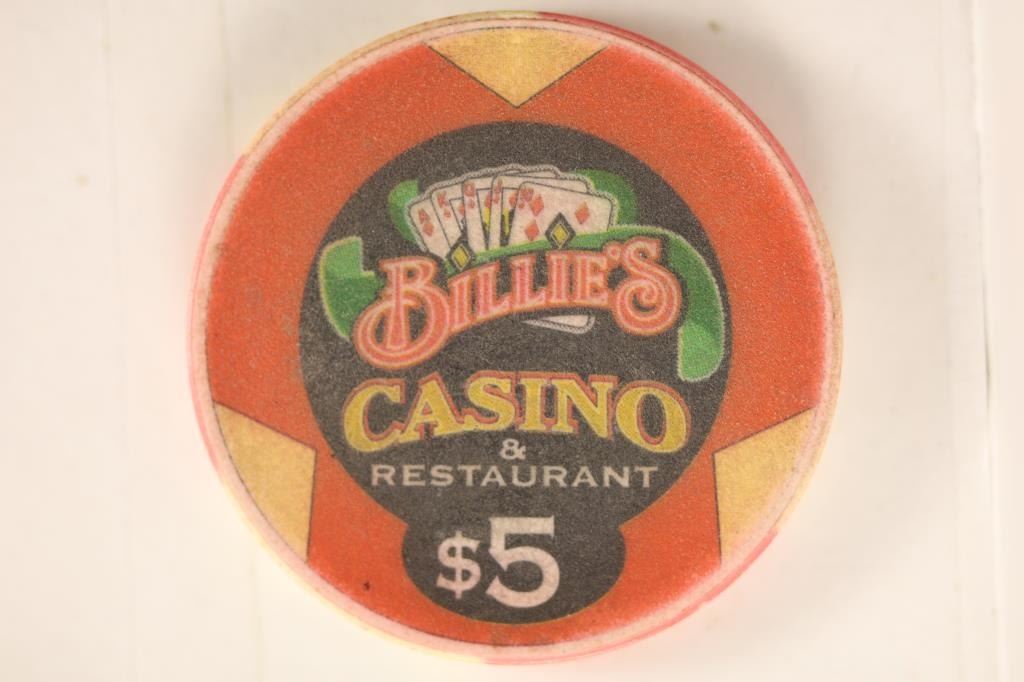 BILLIE'S
CASINO
&
RESTAURANT
$5